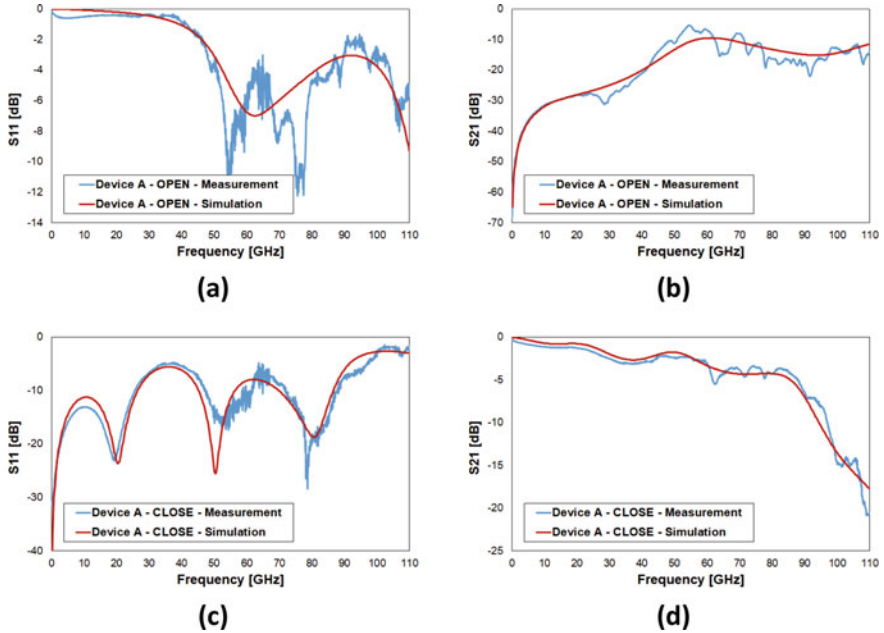 0
-2
-4
-6
-8
-10
-12
-14
S11 [dB]
Device A - OPEN - Measurement
Device A - OPEN - Simulation
0 10 20 30 40 50 60 70 80 90 100 110
Frequency [GHz]
(a)
0
-10
-20
-30
-40
-50
-60
-70
S21 [dB]
Device A - OPEN - Measurement
Device A - OPEN - Simulation
0 10 20 30 40 50 60 70 80 90 100 110
Frequency [GHz]
(b)
0
-10
-20
-30
-40
S11 [dB]
Device A - CLOSE - Measurement
Device A - CLOSE - Simulation
0 10 20 30 40 50 60 70 80 90 100 110
Frequency [GHz]
(c)
0
-5
-10
-15
-20
-25
S21 [dB]
Device A - CLOSE - Measurement
Device A - CLOSE - Simulation
0 10 20 30 40 50 60 70 80 90 100 110
Frequency [GHz]
(d)